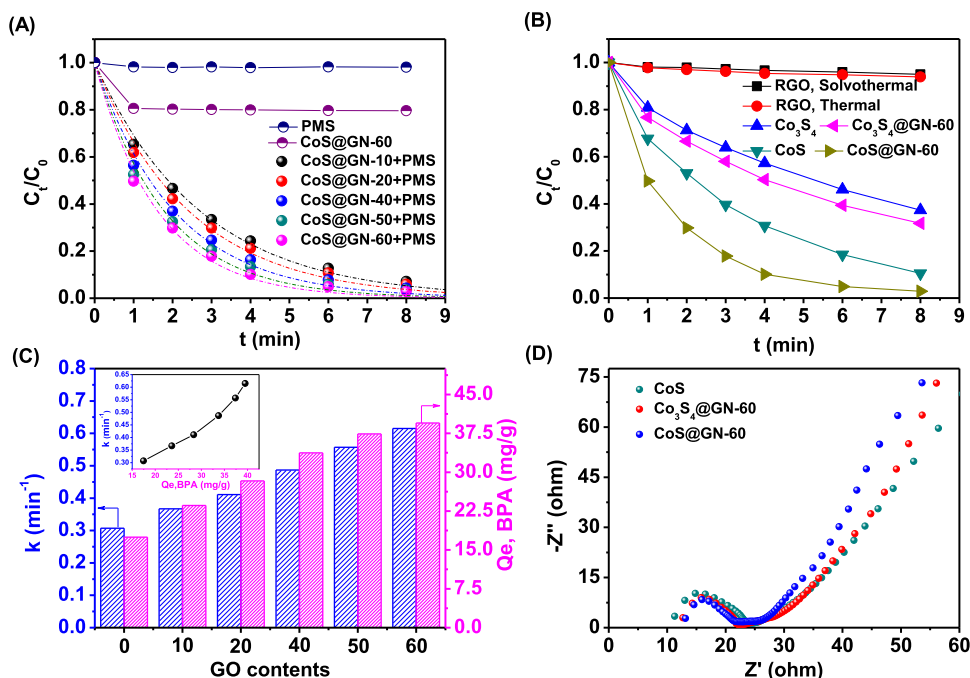 (A)
C_t/C_0
1.0
0.8
0.6
0.4
0.2
0.0
PMS
CoS@GN-60
CoS@GN-10+PMS
CoS@GN-20+PMS
CoS@GN-40+PMS
CoS@GN-50+PMS
CoS@GN-60+PMS
0 1 2 3 4 5 6 7 8 9
t (min)
(B)
C_t/C_0
1.0
0.8
0.6
0.4
0.2
0.0
RGO, Solvothermal
RGO, Thermal
Co3S4 Co3S4@GN-60
CoS CoS@GN-60
0 1 2 3 4 5 6 7 8 9
t (min)
(C)
k (min-1)
0.8
0.7
0.6
0.5
0.4
0.3
0.2
0.1
0.0
k (min-1)
0.65
0.60
0.55
0.50
0.45
0.40
0.35
0.30
15 20 25 30 35 40
Qe,BPA (mg/g)
45.0
37.5
30.0
22.5
15.0
7.5
0.0
Qe, BPA (mg/g)
0 10 20 40 50 60
GO contents
(D)
-Z'' (ohm)
75
60
45
30
15
0
CoS
Co3S4@GN-60
CoS@GN-60
0 10 20 30 40 50 60
Z' (ohm)